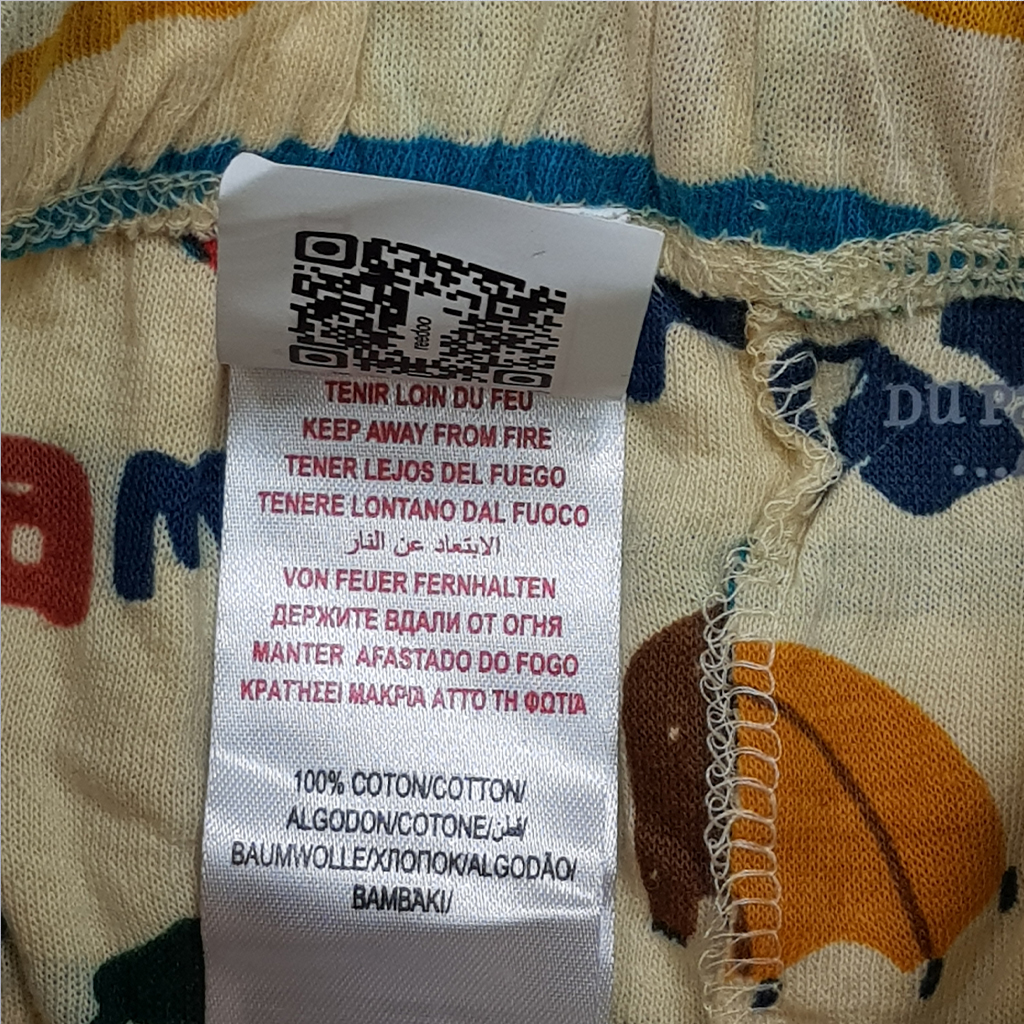 reedoo
TENIR LOIN DU FEU
KEEP AWAY FROM FIRE
TENER LEJOS DEL FUEGO
TENERE LONTANO DAL FUOCO
الابتعاد عن النار
VON FEUER FERNHALTEN
ДЕРЖИТЕ ВДАЛИ ОТ ОГНЯ
MANTER AFASTADO DO FOGO
ΚΡΑΤΗΣΕΙ ΜΑΚΡΙΑ ΑΤΤΟ ΤΗ ΦΩΤΙΑ
100% COTON/COTTON/
ALGODON/COTONE/قطن/
BAUMWOLLE/ХЛОПОК/ALGODÃO/
BAMBAKI/
DU